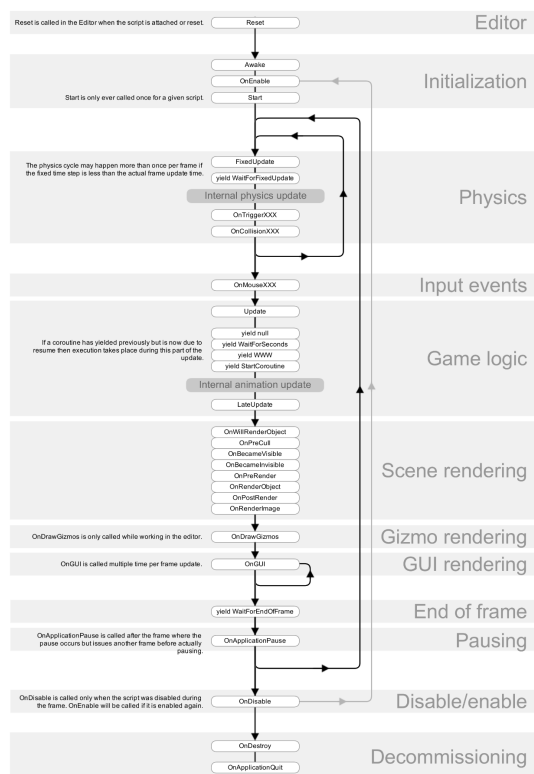 Editor
Reset is called in the Editor when the script is attached or reset.
Reset
Initialization
Awake
OnEnable
Start is only ever called once for a given script.
Start
Physics
The physics cycle may happen more than once per frame if
the fixed time step is less than the actual frame update time.
FixedUpdate
yield WaitForFixedUpdate
Internal physics update
OnTriggerXXX
OnCollisionXXX
Input events
OnMouseXXX
Game logic
Update
If a coroutine has yielded previously but is now due to
resume then execution takes place during this part of the
update.
yield null
yield WaitForSeconds
yield WWW
yield StartCoroutine
Internal animation update
LateUpdate
Scene rendering
OnWillRenderObject
OnPreCull
OnBecameVisible
OnBecameInvisible
OnPreRender
OnRenderObject
OnPostRender
OnRenderImage
Gizmo rendering
OnDrawGizmos is only called while working in the editor.
OnDrawGizmos
GUI rendering
OnGUI is called multiple time per frame update.
OnGUI
End of frame
yield WaitForEndOfFrame
Pausing
OnApplicationPause is called after the frame where the
pause occurs but issues another frame before actually
pausing.
OnApplicationPause
Disable/enable
OnDisable is called only when the script was disabled during
the frame. OnEnable will be called if it is enabled again.
OnDisable
Decommissioning
OnDestroy
OnApplicationQuit